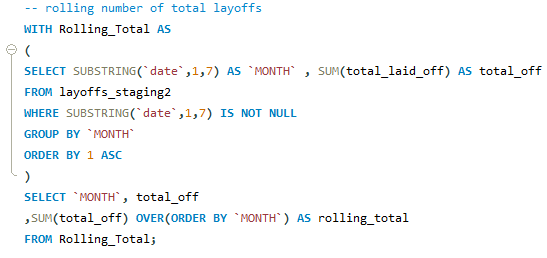 -- rolling number of total layoffs
WITH Rolling_Total AS
(
SELECT SUBSTRING(`date`,1,7) AS `MONTH` , SUM(total_laid_off) AS total_off
FROM layoffs_staging2
WHERE SUBSTRING(`date`,1,7) IS NOT NULL
GROUP BY `MONTH`
ORDER BY 1 ASC
)
SELECT `MONTH`, total_off
,SUM(total_off) OVER(ORDER BY `MONTH`) AS rolling_total
FROM Rolling_Total;